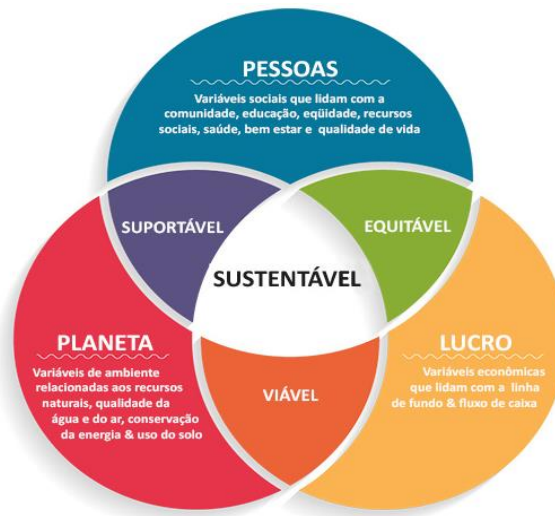 PESSOAS
Variáveis sociais que lidam com a
comunidade, educação, eqüidade, recursos
sociais, saúde, bem estar e qualidade de vida
SUPORTÁVEL
EQUITÁVEL
SUSTENTÁVEL
PLANETA
Variáveis de ambiente
relacionadas aos recursos
naturais, qualidade da
água e do ar, conservação
da energia & uso do solo
LUCRO
Variáveis econômicas
que lidam com a linha
de fundo & fluxo de caixa
VIÁVEL